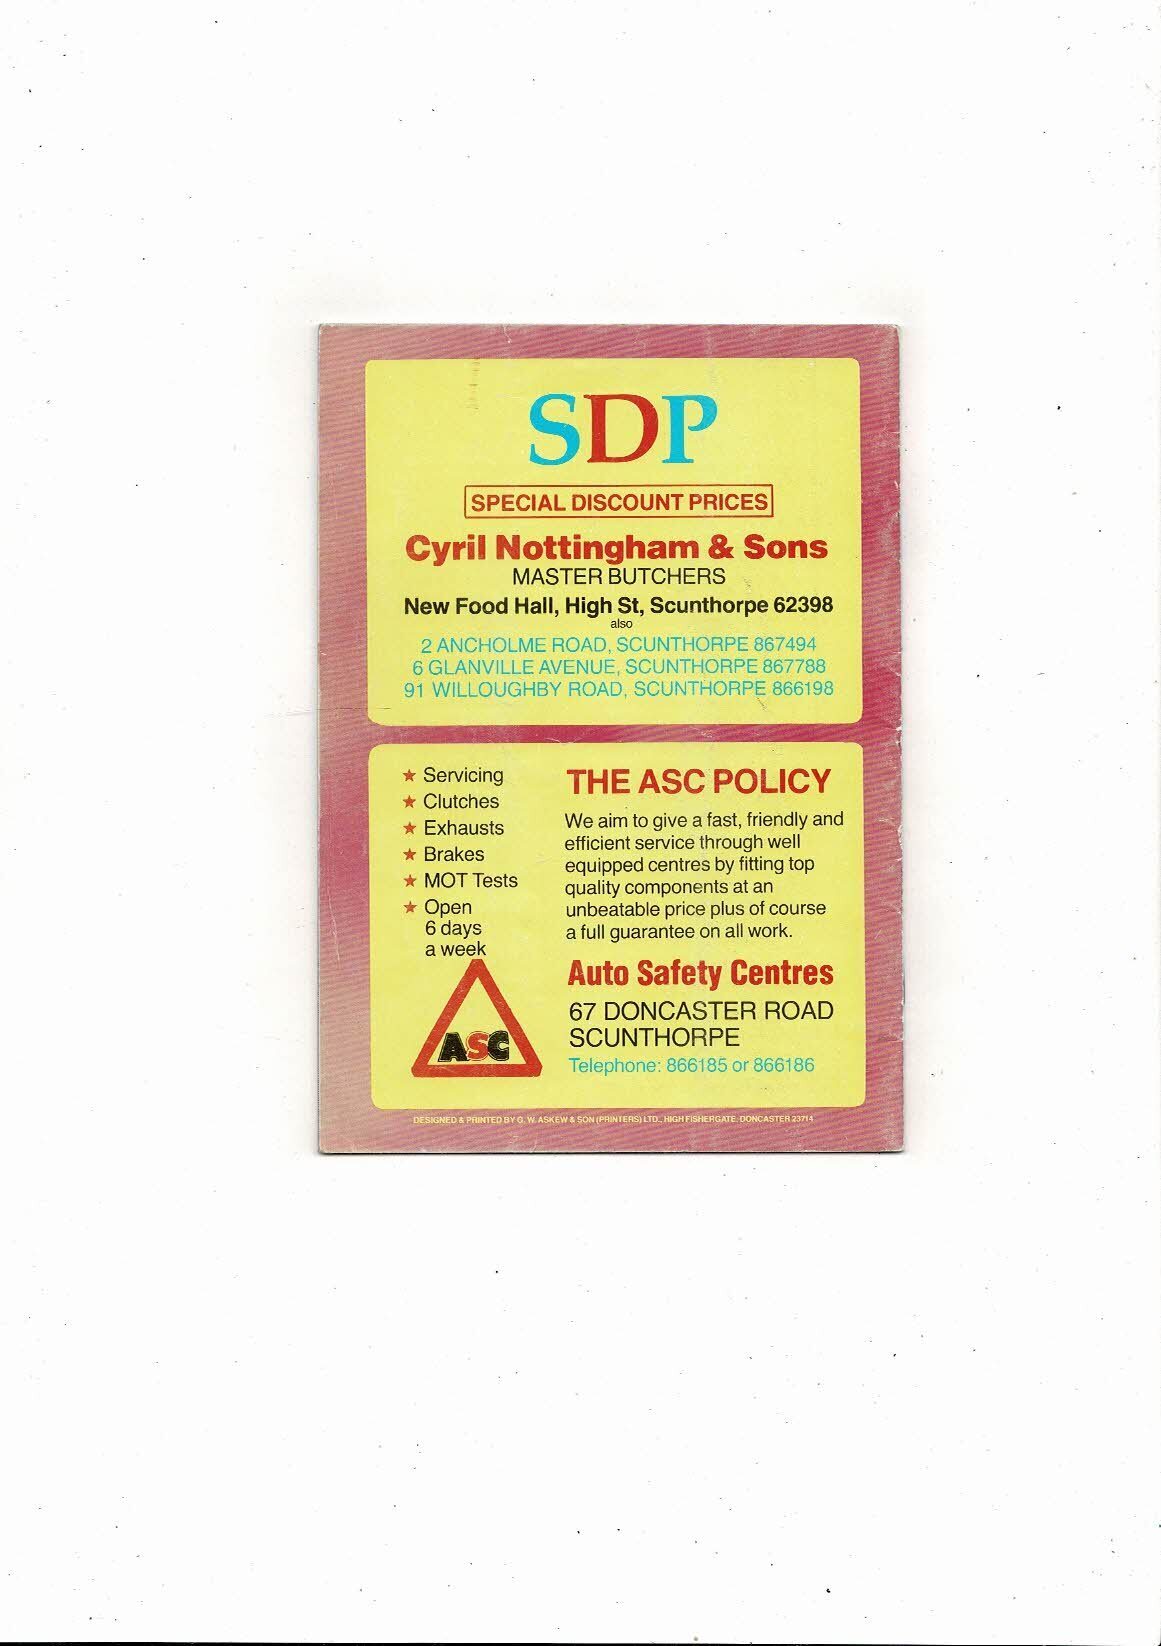 SDP
SPECIAL DISCOUNT PRICES
Cyril Nottingham & Sons
MASTER BUTCHERS
New Food Hall, High St, Scunthorpe 62398
also
2 ANCHOLME ROAD, SCUNTHORPE 867494
6 GLANVILLE AVENUE, SCUNTHORPE 867788
91 WILLOUGHBY ROAD, SCUNTHORPE 866198
★ Servicing
★ Clutches
★ Exhausts
★ Brakes
★ MOT Tests
★ Open
6 days
a week
ASC
THE ASC POLICY
We aim to give a fast, friendly and
efficient service through well
equipped centres by fitting top
quality components at an
unbeatable price plus of course
a full guarantee on all work.
Auto Safety Centres
67 DONCASTER ROAD
SCUNTHORPE
Telephone: 866185 or 866186
DESIGNED & PRINTED BY G. W. ASKEW & SON (PRINTERS) LTD., HIGH FISHERGATE, DONCASTER 23714